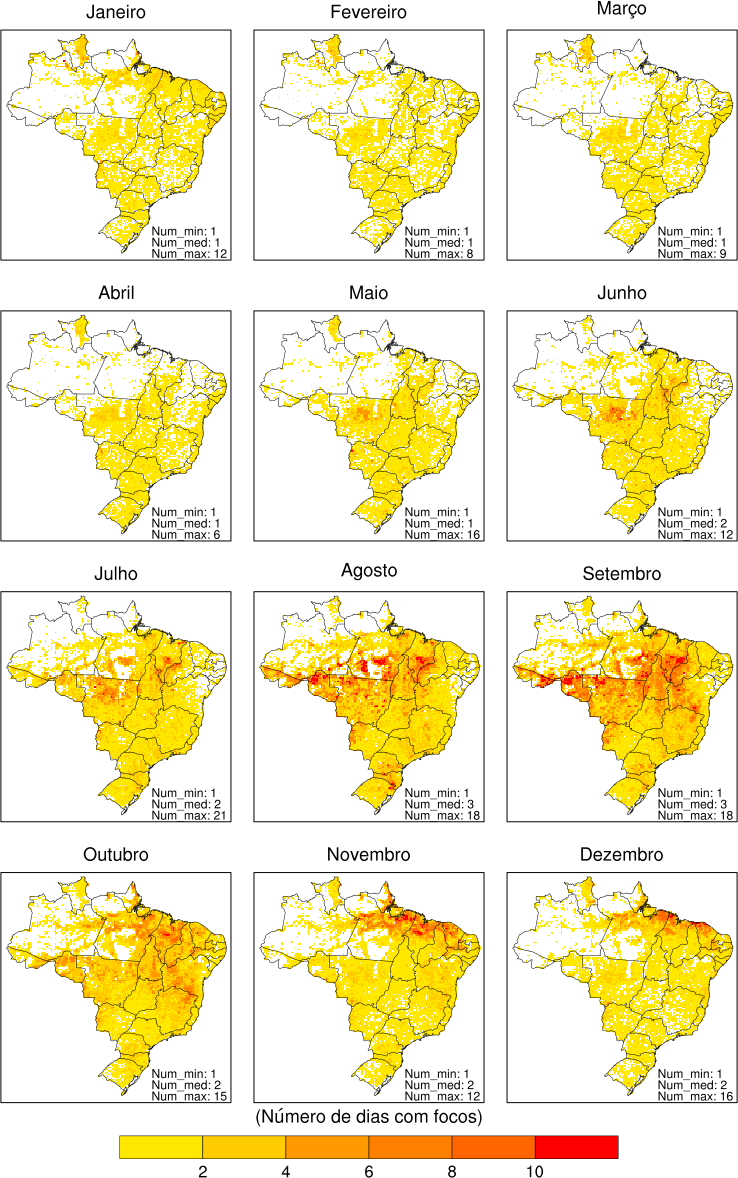 Janeiro
Fevereiro
Março
Num_min: 1
Num_med: 1
Num_max: 12
Num_min: 1
Num_med: 1
Num_max: 8
Num_min: 1
Num_med: 1
Num_max: 9
Abril
Maio
Junho
Num_min: 1
Num_med: 1
Num_max: 6
Num_min: 1
Num_med: 1
Num_max: 16
Num_min: 1
Num_med: 2
Num_max: 12
Julho
Agosto
Setembro
Num_min: 1
Num_med: 2
Num_max: 21
Num_min: 1
Num_med: 3
Num_max: 18
Num_min: 1
Num_med: 3
Num_max: 18
Outubro
Novembro
Dezembro
Num_min: 1
Num_med: 2
Num_max: 15
Num_min: 1
Num_med: 2
Num_max: 12
Num_min: 1
Num_med: 2
Num_max: 16
(Número de dias com focos)
2 4 6 8 10